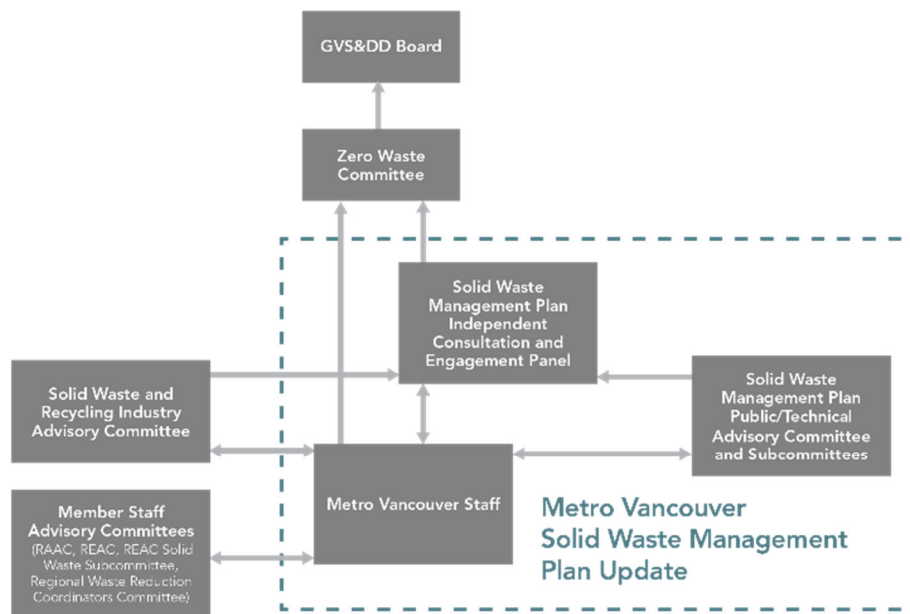 GVS&DD Board
Zero Waste
Committee
Solid Waste
Management Plan
Independent
Consultation and
Engagement Panel
Solid Waste and
Recycling Industry
Advisory Committee
Solid Waste
Management Plan
Public/Technical
Advisory Committee
and Subcommittees
Metro Vancouver Staff
Member Staff
Advisory Committees
(RAAC, REAC, REAC Solid
Waste Subcommittee,
Regional Waste Reduction
Coordinators Committee)
Metro Vancouver
Solid Waste Management
Plan Update